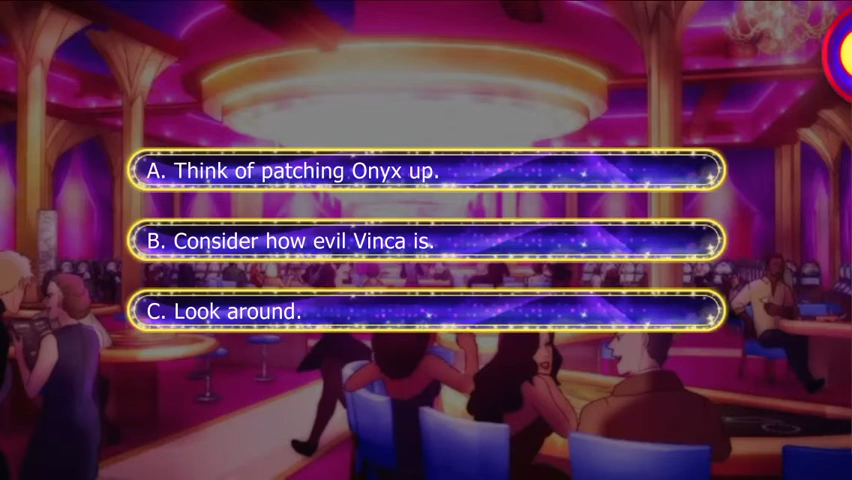 A. Think of patching Onyx up.
B. Consider how evil Vinca is.
C. Look around.